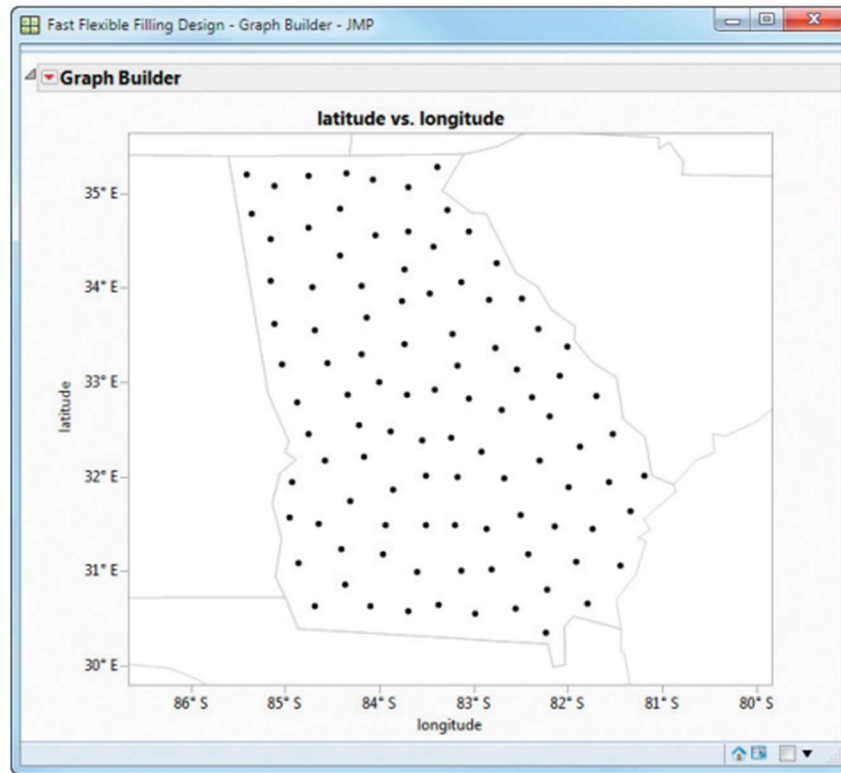 Fast Flexible Filling Design - Graph Builder - JMP
Graph Builder
latitude vs. longitude
35° E
34° E
33° E
32° E
31° E
30° E
latitude
86° S
85° S
84° S
83° S
82° S
81° S
80° S
longitude